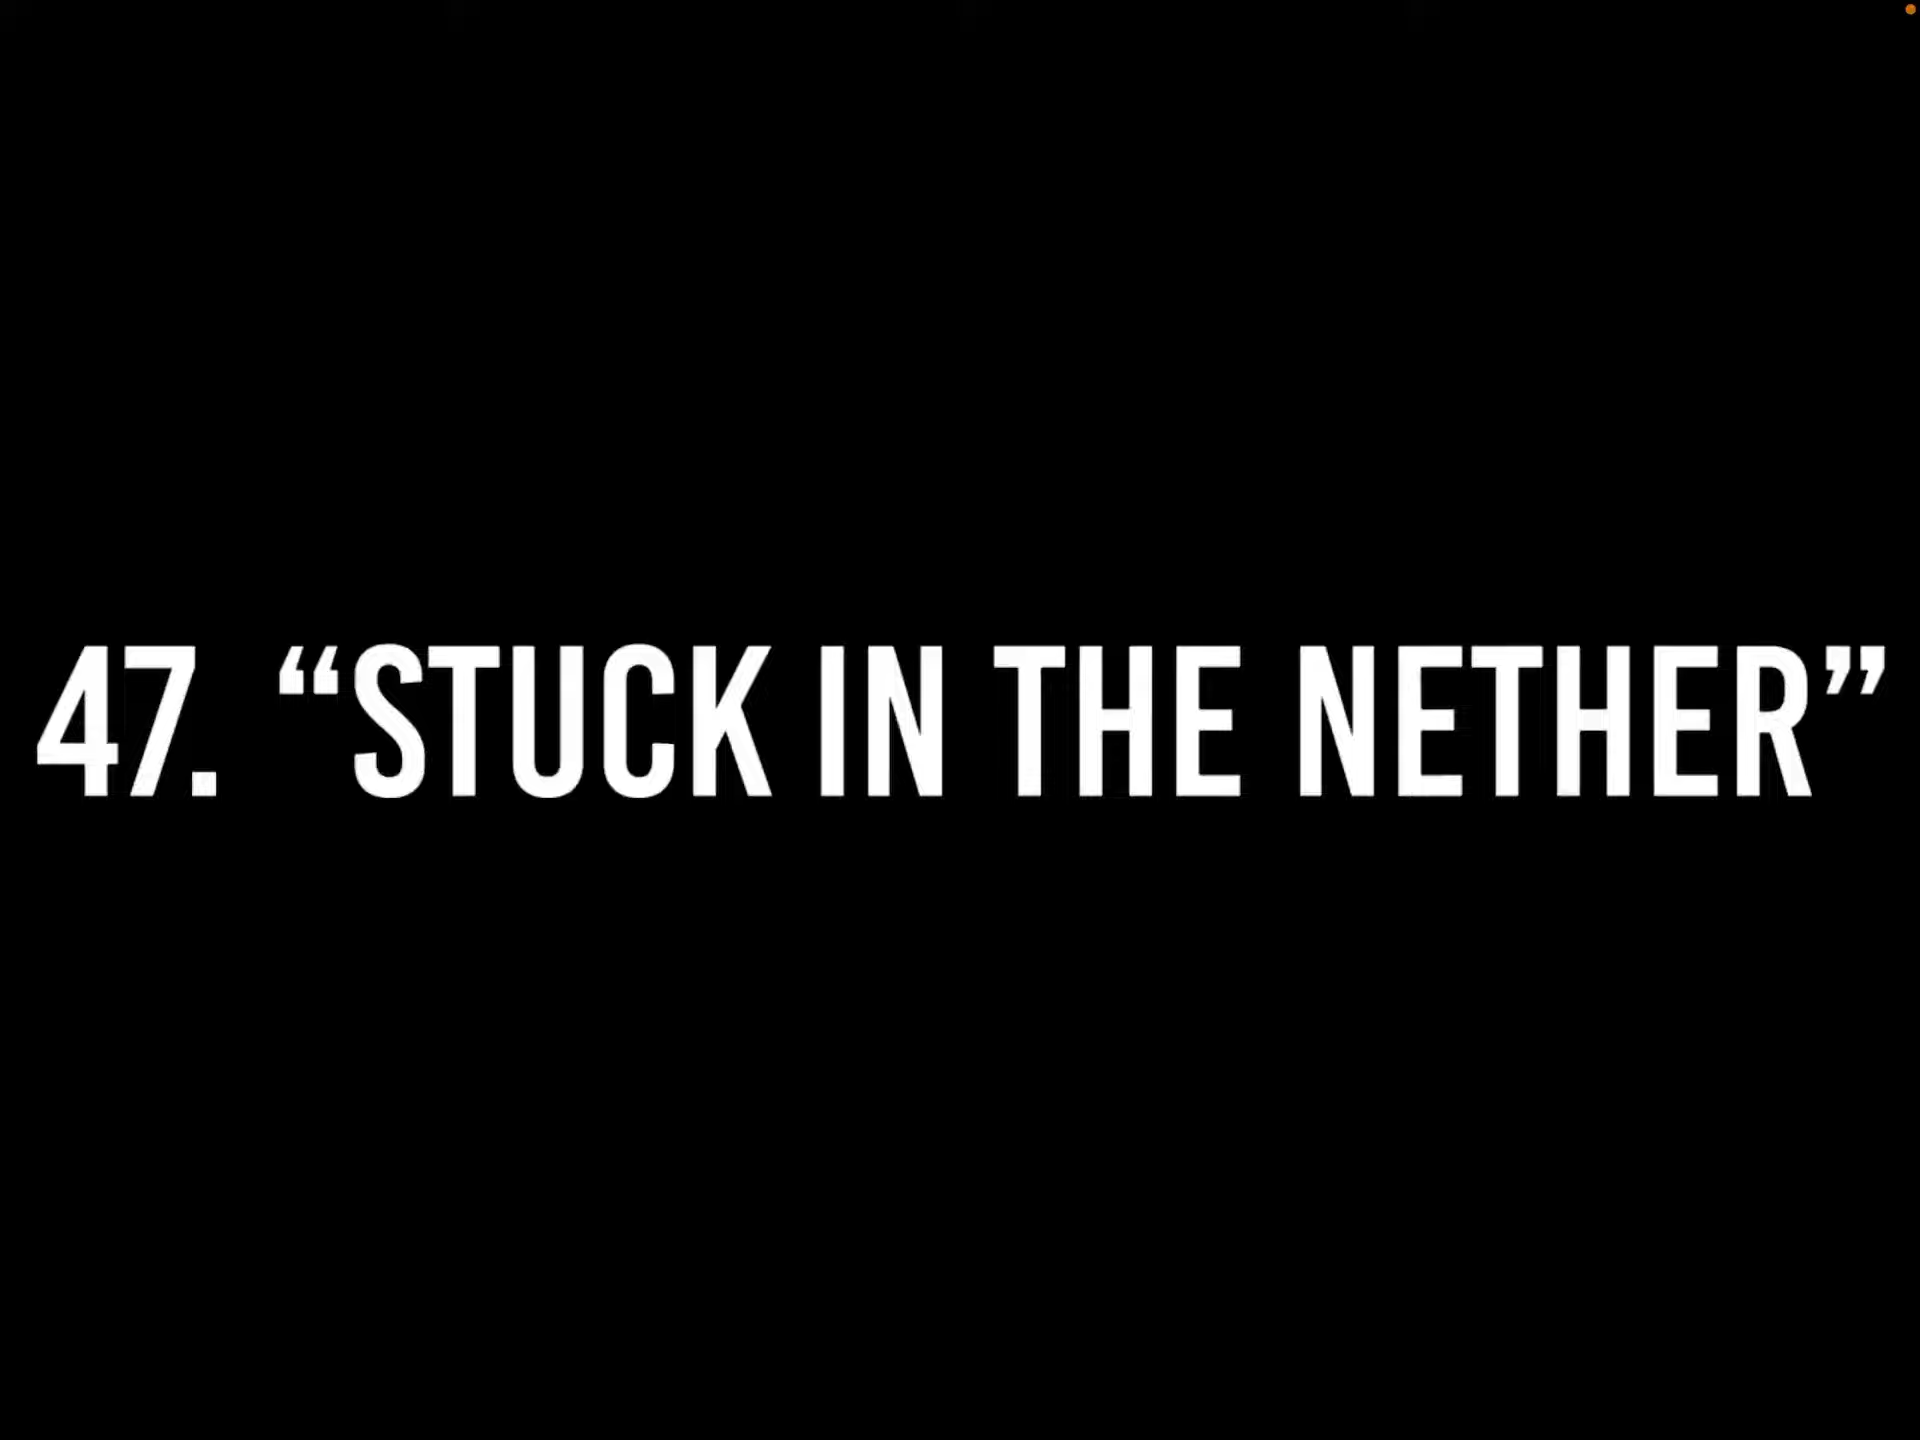 47. “STUCK IN THE NETHER”